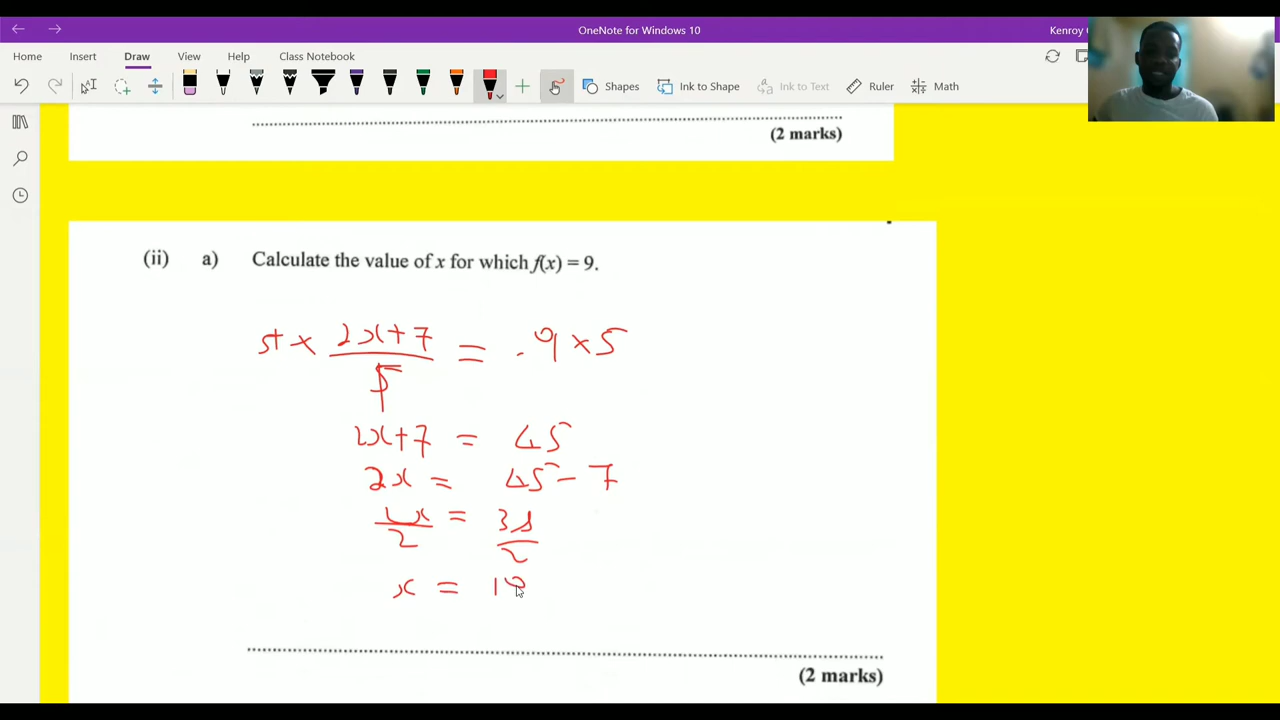 OneNote for Windows 10
Kenroy
Home Insert Draw View Help Class Notebook
Shapes Ink to Shape Ink to Text Ruler Math
(2 marks)
(ii) a) Calculate the value of x for which f(x) = 9.
5 × 2x+7 / 5 = 9 × 5
2x+7 = 45
2x = 45 - 7
2x / 2 = 38 / 2
x = 19
(2 marks)